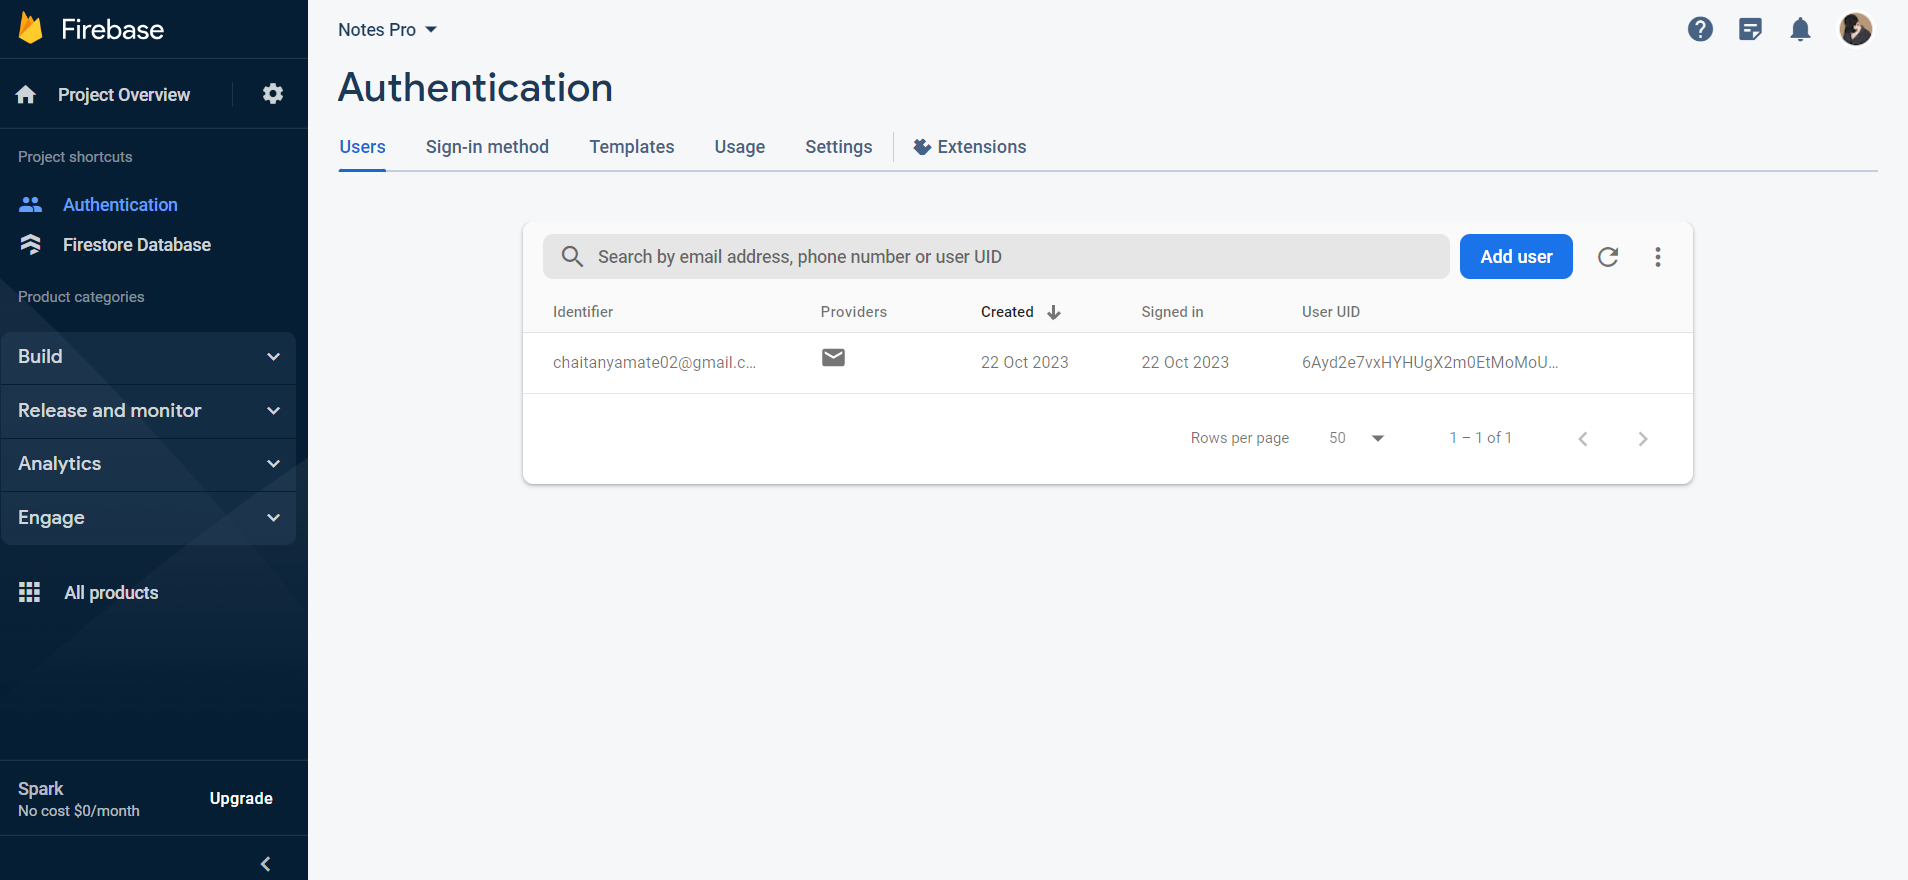 Firebase
Project Overview
Project shortcuts
Authentication
Firestore Database
Product categories
Build
Release and monitor
Analytics
Engage
All products
Spark
No cost $0/month
Upgrade
Notes Pro
Authentication
Users Sign-in method Templates Usage Settings Extensions
Search by email address, phone number or user UID Add user
Identifier Providers Created Signed in User UID
chaitanyamate02@gmail.c... 22 Oct 2023 22 Oct 2023 6Ayd2e7vxHYHUgX2m0EtMoMoU...
Rows per page 50 1 – 1 of 1